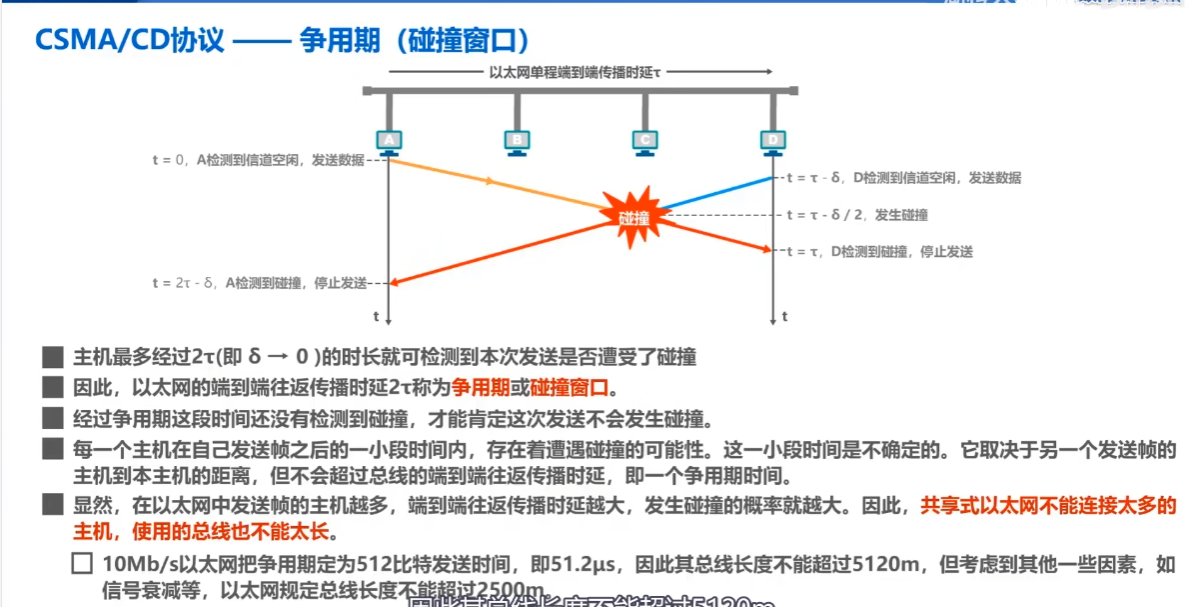 CSMA/CD协议 —— 争用期（碰撞窗口）
以太网单程端到端传播时延τ
A
B
C
D
t = 0，A检测到信道空闲，发送数据
t = τ - δ，D检测到信道空闲，发送数据
碰撞
t = τ - δ / 2，发生碰撞
t = τ，D检测到碰撞，停止发送
t = 2τ - δ，A检测到碰撞，停止发送
t
t
主机最多经过2τ(即 δ → 0 )的时长就可检测到本次发送是否遭受了碰撞
因此，以太网的端到端往返传播时延2τ称为争用期或碰撞窗口。
经过争用期这段时间还没有检测到碰撞，才能肯定这次发送不会发生碰撞。
每一个主机在自己发送帧之后的一小段时间内，存在着遭遇碰撞的可能性。这一小段时间是不确定的。它取决于另一个发送帧的
主机到本主机的距离，但不会超过总线的端到端往返传播时延，即一个争用期时间。
显然，在以太网中发送帧的主机越多，端到端往返传播时延越大，发生碰撞的概率就越大。因此，共享式以太网不能连接太多的
主机，使用的总线也不能太长。
10Mb/s以太网把争用期定为512比特发送时间，即51.2μs，因此其总线长度不能超过5120m，但考虑到其他一些因素，如
信号衰减等，以太网规定总线长度不能超过2500m
因此其总线长度不能超过5120m